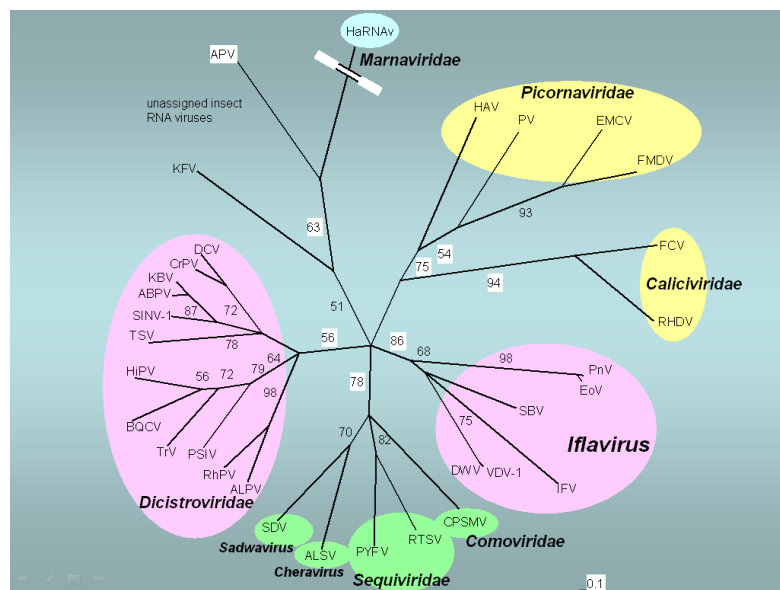 HaRNAv
Marnaviridae
APV
unassigned insect
RNA viruses
KFV
63
51
Picornaviridae
HAV
PV
EMCV
FMDV
93
54
75
94
FCV
Caliciviridae
RHDV
DCV
CrPV
KBV
ABPV
SINV-1
87
72
TSV
78
56
64
HiPV
56
72
79
98
BQCV
TrV
PSIV
RhPV
ALPV
Dicistroviridae
86
68
98
PnV
EoV
SBV
75
Iflavirus
DWV
VDV-1
IFV
78
70
82
SDV
Sadwavirus
ALSV
Cheravirus
PYFV
RTSV
Sequiviridae
CPSMV
Comoviridae
0.1